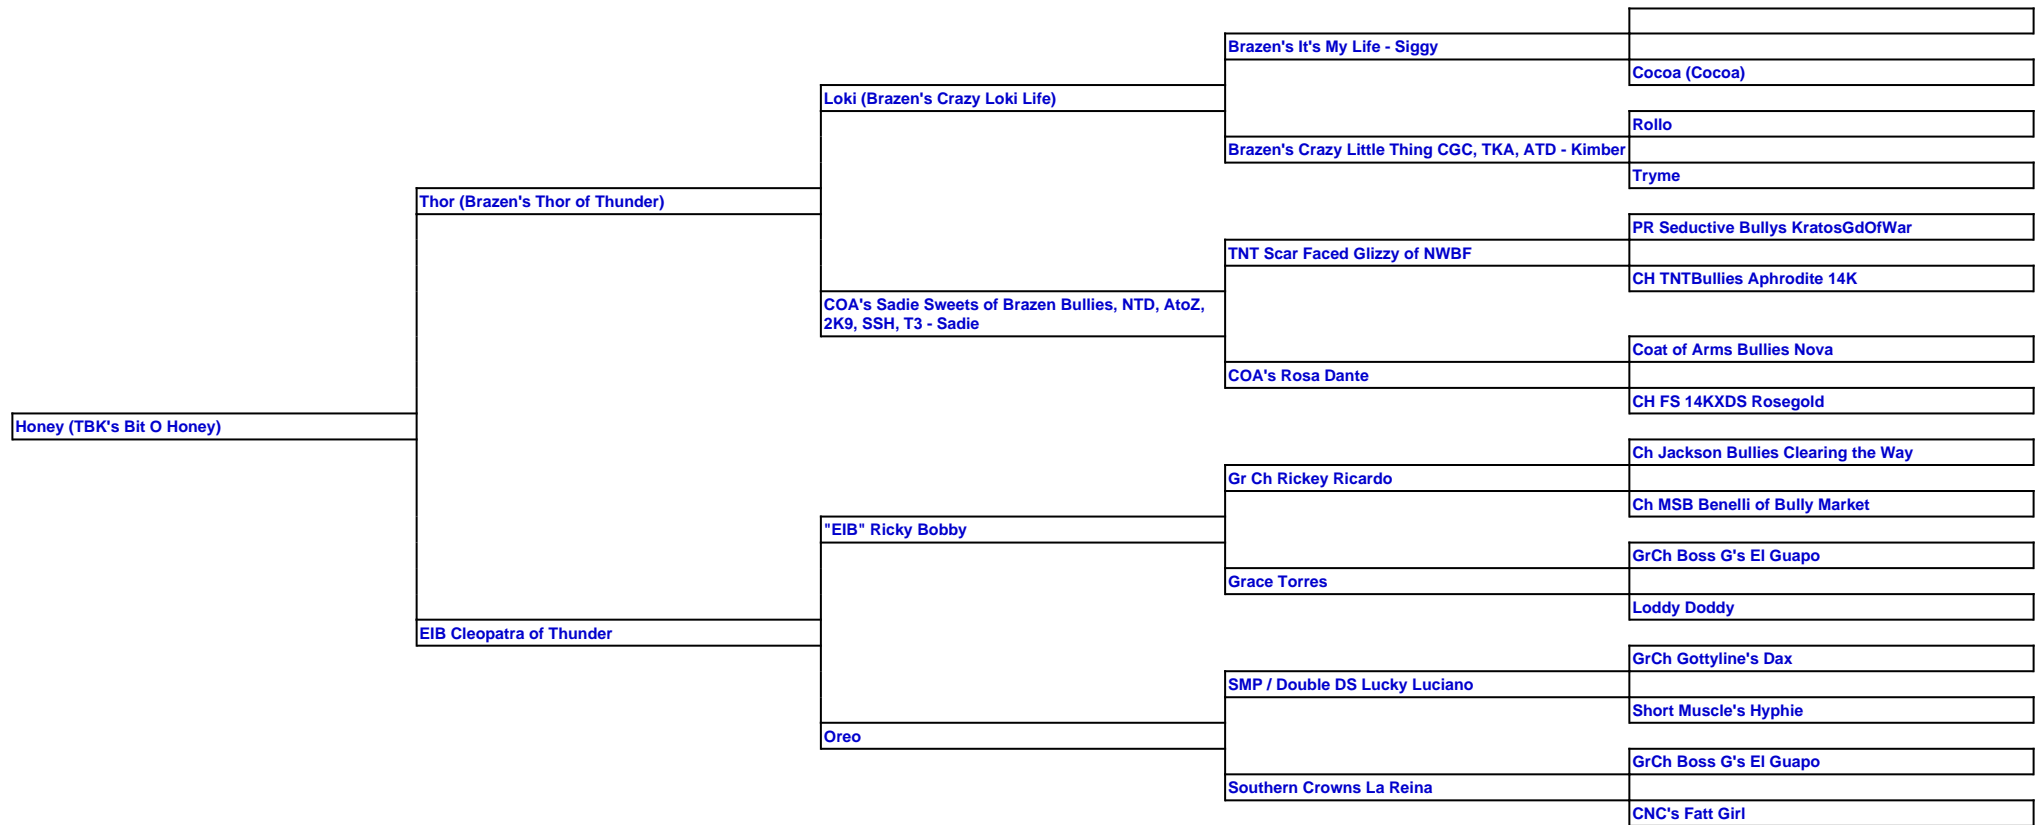 Brazen's It's My Life - Siggy
Cocoa (Cocoa)
Loki (Brazen's Crazy Loki Life)
Rollo
Brazen's Crazy Little Thing CGC, TKA, ATD - Kimber
Tryme
Thor (Brazen's Thor of Thunder)
PR Seductive Bullys KratosGdOfWar
TNT Scar Faced Glizzy of NWBF
CH TNTBullies Aphrodite 14K
COA's Sadie Sweets of Brazen Bullies, NTD, AtoZ,
2K9, SSH, T3 - Sadie
Coat of Arms Bullies Nova
COA's Rosa Dante
CH FS 14KXDS Rosegold
Honey (TBK's Bit O Honey)
Ch Jackson Bullies Clearing the Way
Gr Ch Rickey Ricardo
Ch MSB Benelli of Bully Market
"EIB" Ricky Bobby
GrCh Boss G's El Guapo
Grace Torres
Loddy Doddy
EIB Cleopatra of Thunder
GrCh Gottyline's Dax
SMP / Double DS Lucky Luciano
Short Muscle's Hyphie
Oreo
GrCh Boss G's El Guapo
Southern Crowns La Reina
CNC's Fatt Girl